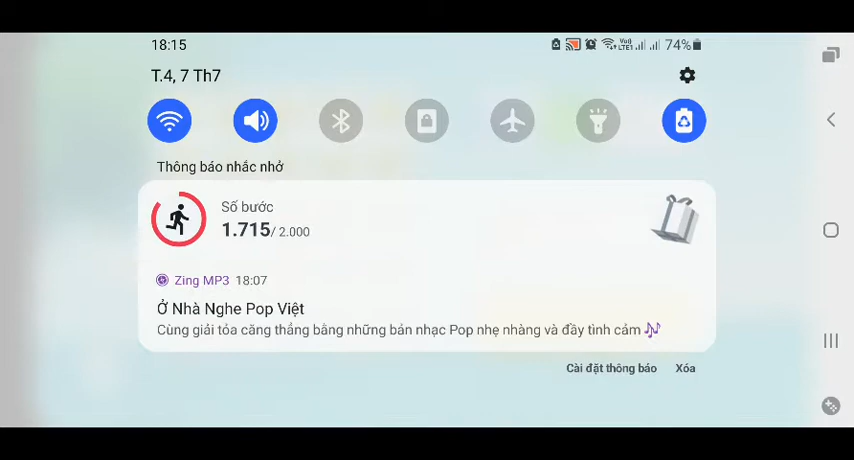 18:15
Vo)) LTE1 74%
T.4, 7 Th7
Thông báo nhắc nhở
Số bước
1.715/ 2.000
Zing MP3 18:07
Ở Nhà Nghe Pop Việt
Cùng giải tỏa căng thẳng bằng những bản nhạc Pop nhẹ nhàng và đầy tình cảm 🎶
Cài đặt thông báo Xóa